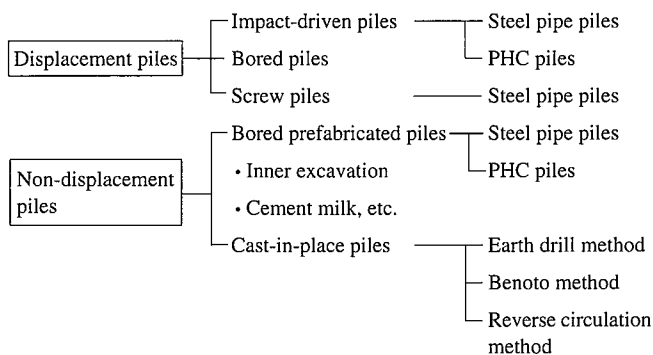 Impact-driven piles Steel pipe piles
Displacement piles
Bored piles PHC piles
Screw piles Steel pipe piles
Bored prefabricated piles Steel pipe piles
• Inner excavation PHC piles
Non-displacement
piles
• Cement milk, etc.
Cast-in-place piles Earth drill method
Benoto method
Reverse circulation
method